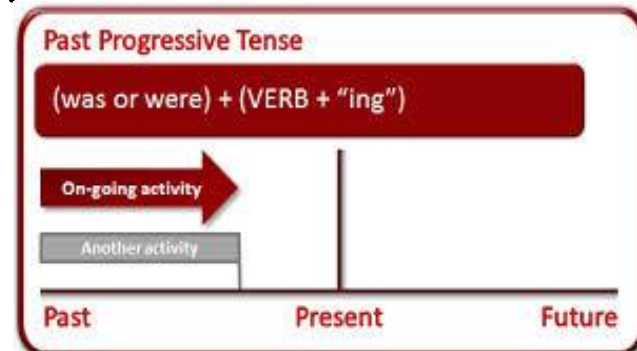 Past Progressive Tense
(was or were) + (VERB + "ing")
On-going activity
Another activity
Past Present Future